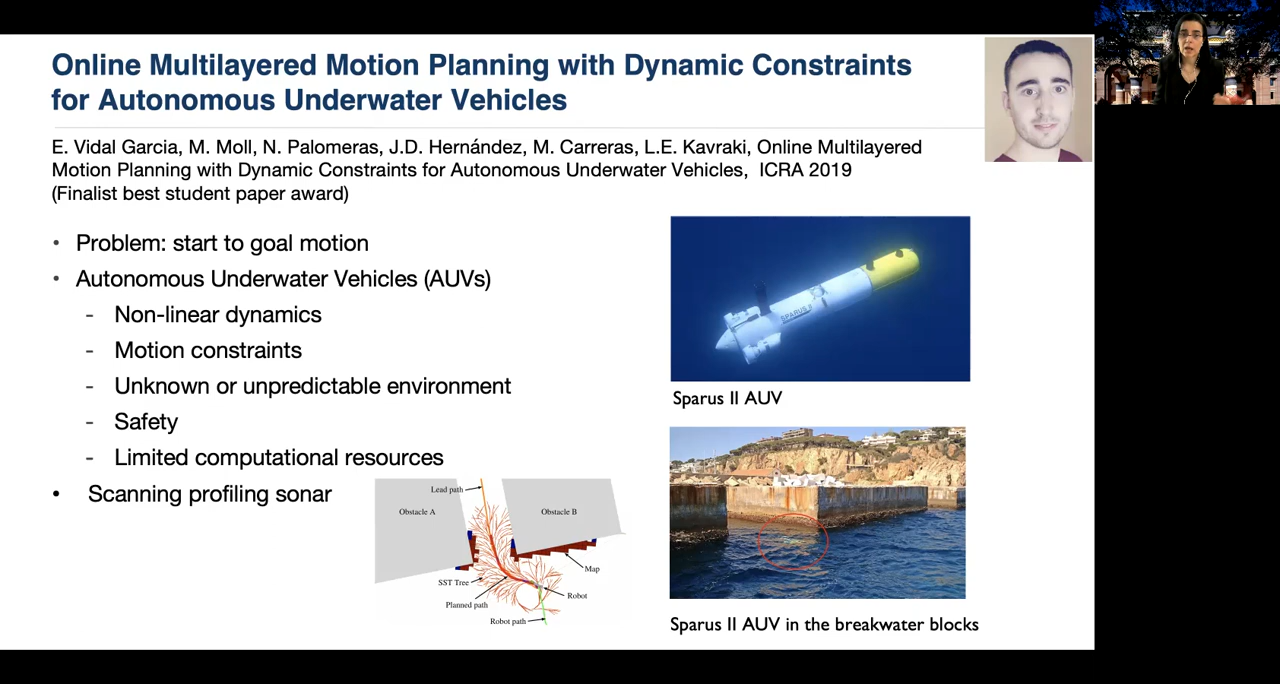 Online Multilayered Motion Planning with Dynamic Constraints
for Autonomous Underwater Vehicles
E. Vidal Garcia, M. Moll, N. Palomeras, J.D. Hernández, M. Carreras, L.E. Kavraki, Online Multilayered
Motion Planning with Dynamic Constraints for Autonomous Underwater Vehicles, ICRA 2019
(Finalist best student paper award)
• Problem: start to goal motion
• Autonomous Underwater Vehicles (AUVs)
- Non-linear dynamics
- Motion constraints
- Unknown or unpredictable environment
- Safety
- Limited computational resources
• Scanning profiling sonar
Lead path
Obstacle A
Obstacle B
Map
SST Tree
Robot
Planned path
Robot path
SPARUS II
Sparus II AUV
Sparus II AUV in the breakwater blocks